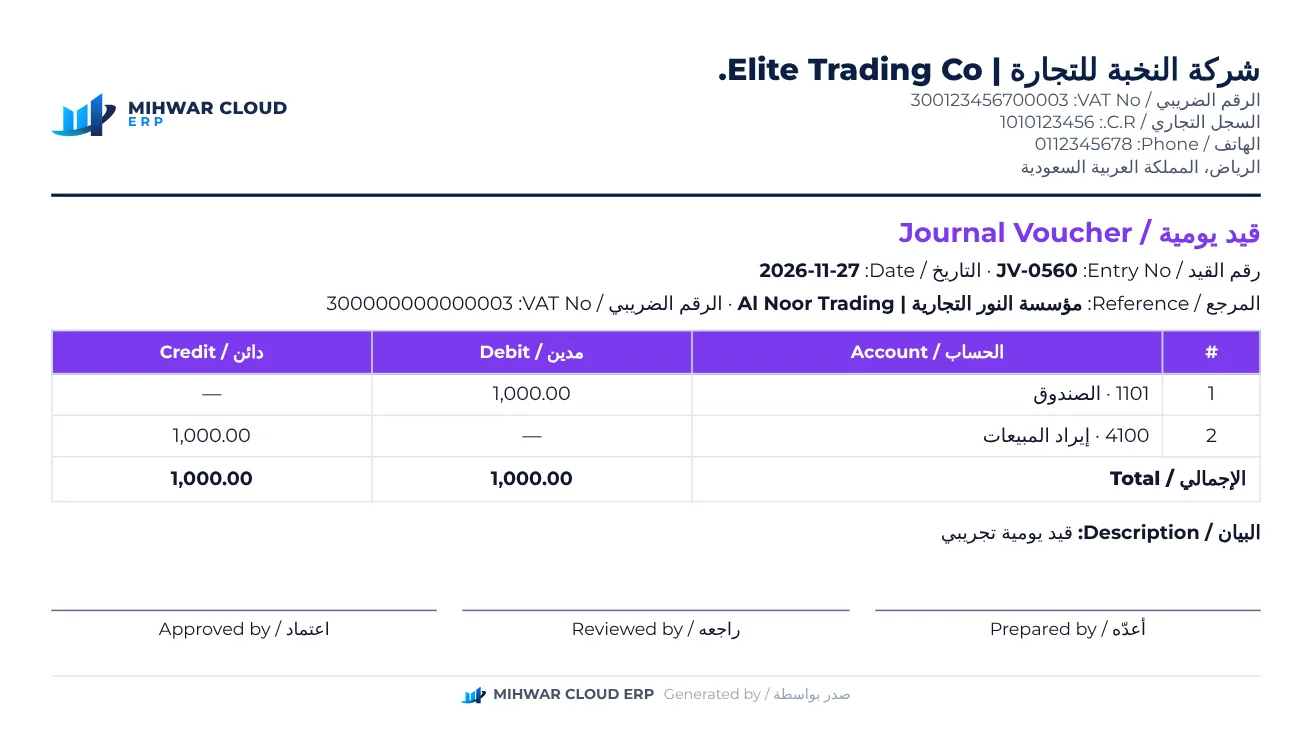 شركة النخبة للتجارة | Elite Trading Co.
الرقم الضريبي / VAT No: 300123456700003
السجل التجاري / C.R.: 1010123456
الهاتف / Phone: 0112345678
الرياض، المملكة العربية السعودية
MIHWAR CLOUD
ERP
قيد يومية / Journal Voucher
رقم القيد / Entry No: JV-0560 · التاريخ / Date: 2026-11-27
المرجع / Reference: مؤسسة النور التجارية | Al Noor Trading · الرقم الضريبي / VAT No: 300000000000003
# الحساب / Account مدين / Debit دائن / Credit
1 1101 · الصندوق 1,000.00 —
2 4100 · إيراد المبيعات — 1,000.00
الإجمالي / Total 1,000.00 1,000.00
البيان / Description: قيد يومية تجريبي
أعدّه / Prepared by راجعه / Reviewed by اعتماد / Approved by
صدر بواسطة / Generated by MIHWAR CLOUD ERP